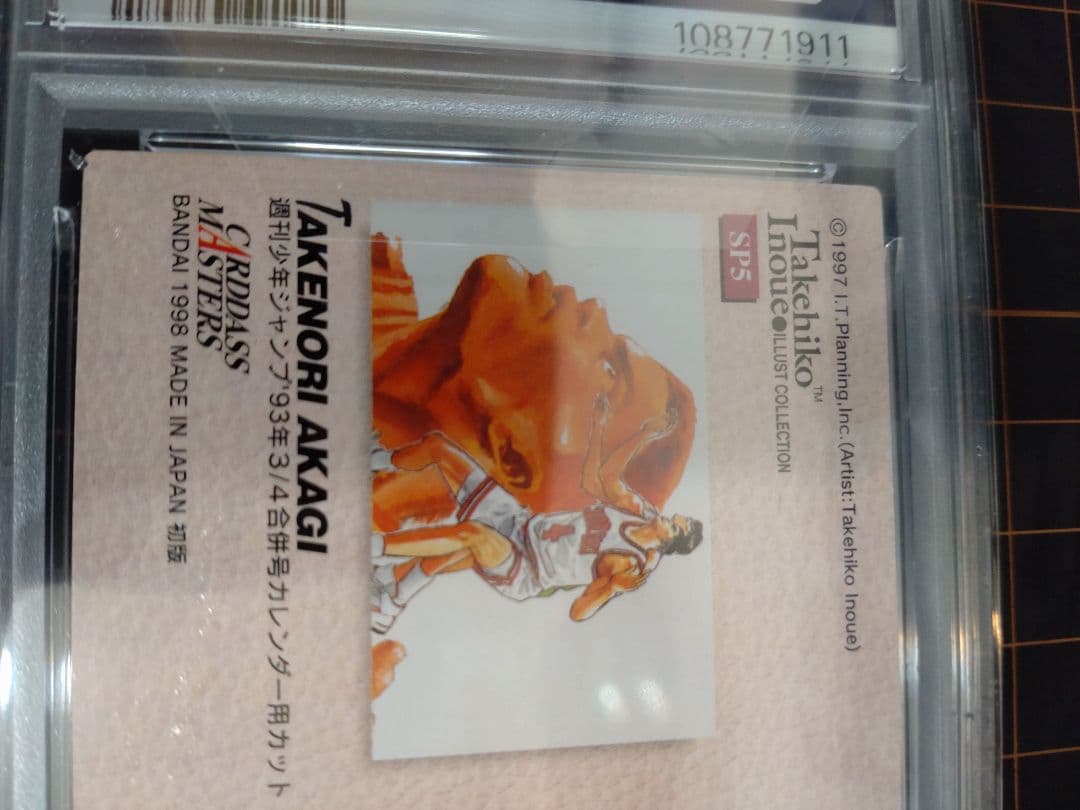 108771911
©1997 I.T.Planning,Inc.(Artist:Takehiko Inoue)
Takehiko™
Inoue●ILLUST COLLECTION
SP5
4
TAKENORI AKAGI
週刊少年ジャンプ'93年3/4合併号カレンダー用カット
CARDDASS
MASTERS
BANDAI 1998 MADE IN JAPAN 初版